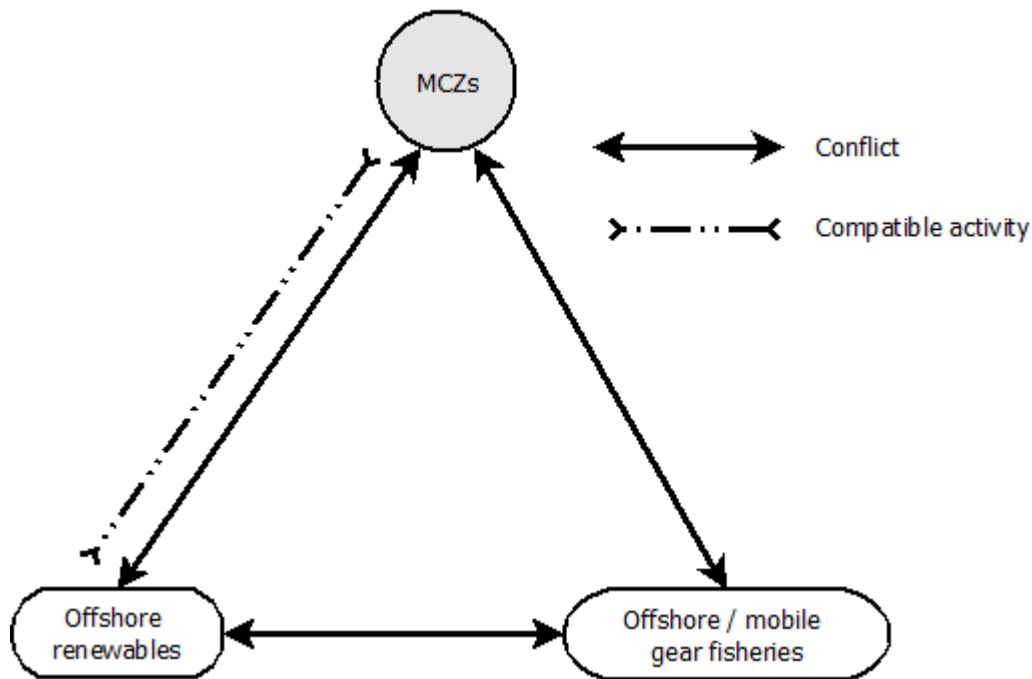 MCZs
Conflict
Compatible activity
Offshore
renewables
Offshore / mobile
gear fisheries